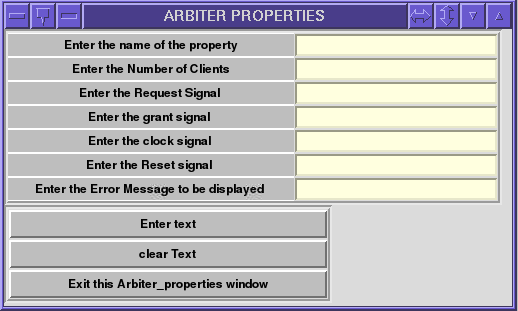 ARBITER PROPERTIES
Enter the name of the property
Enter the Number of Clients
Enter the Request Signal
Enter the grant signal
Enter the clock signal
Enter the Reset signal
Enter the Error Message to be displayed
Enter text
clear Text
Exit this Arbiter_properties window